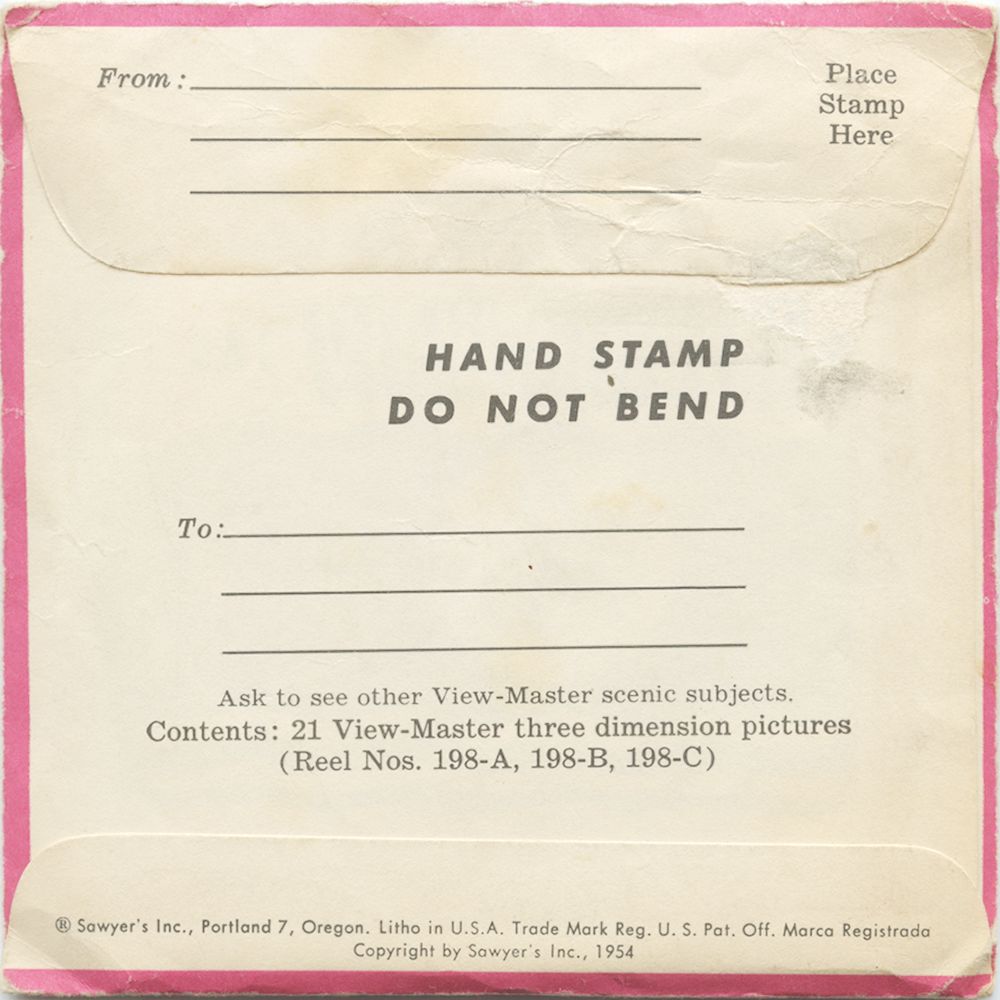 From:
Place
Stamp
Here
HAND STAMP
DO NOT BEND
To:
Ask to see other View-Master scenic subjects.
Contents: 21 View-Master three dimension pictures
(Reel Nos. 198-A, 198-B, 198-C)
® Sawyer's Inc., Portland 7, Oregon. Litho in U.S.A. Trade Mark Reg. U. S. Pat. Off. Marca Registrada
Copyright by Sawyer's Inc., 1954